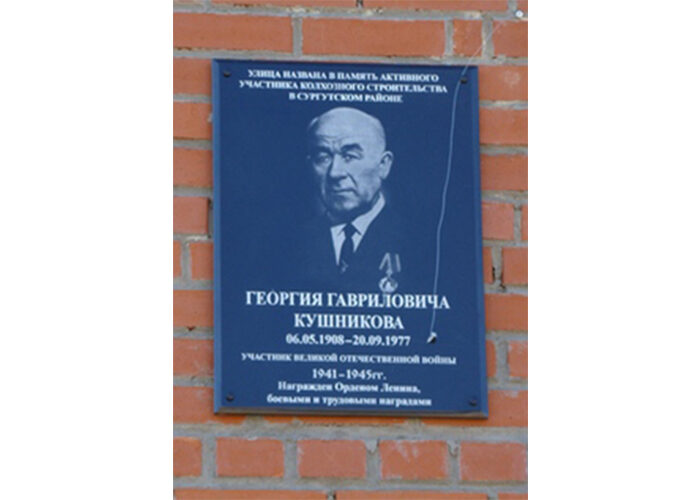 УЛИЦА НАЗВАНА В ПАМЯТЬ АКТИВНОГО
УЧАСТНИКА КОЛХОЗНОГО СТРОИТЕЛЬСТВА
В СУРГУТСКОМ РАЙОНЕ
ГЕОРГИЯ ГАВРИЛОВИЧА
КУШНИКОВА
06.05.1908–20.09.1977
УЧАСТНИК ВЕЛИКОЙ ОТЕЧЕСТВЕННОЙ ВОЙНЫ
1941–1945гг.
Награжден Орденом Ленина,
боевыми и трудовыми наградами